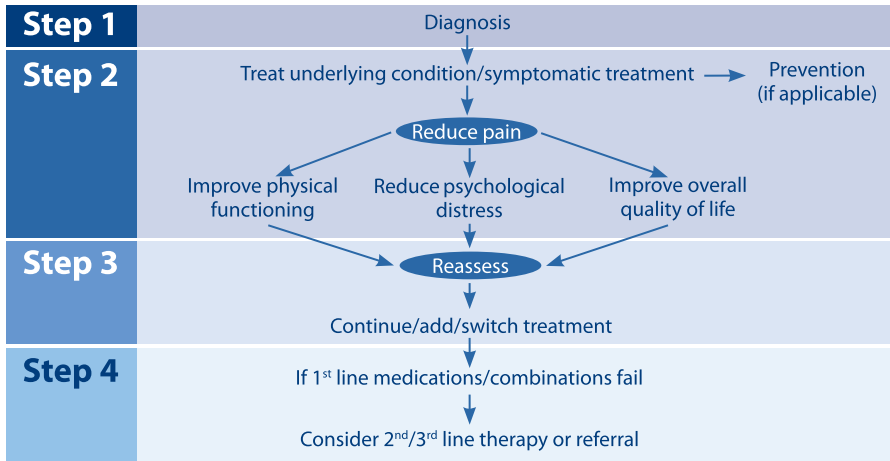 Step 1
Diagnosis
Step 2
Treat underlying condition/symptomatic treatment
Prevention
(if applicable)
Reduce pain
Improve physical
functioning
Reduce psychological
distress
Improve overall
quality of life
Step 3
Reassess
Continue/add/switch treatment
Step 4
If 1st line medications/combinations fail
Consider 2nd/3rd line therapy or referral